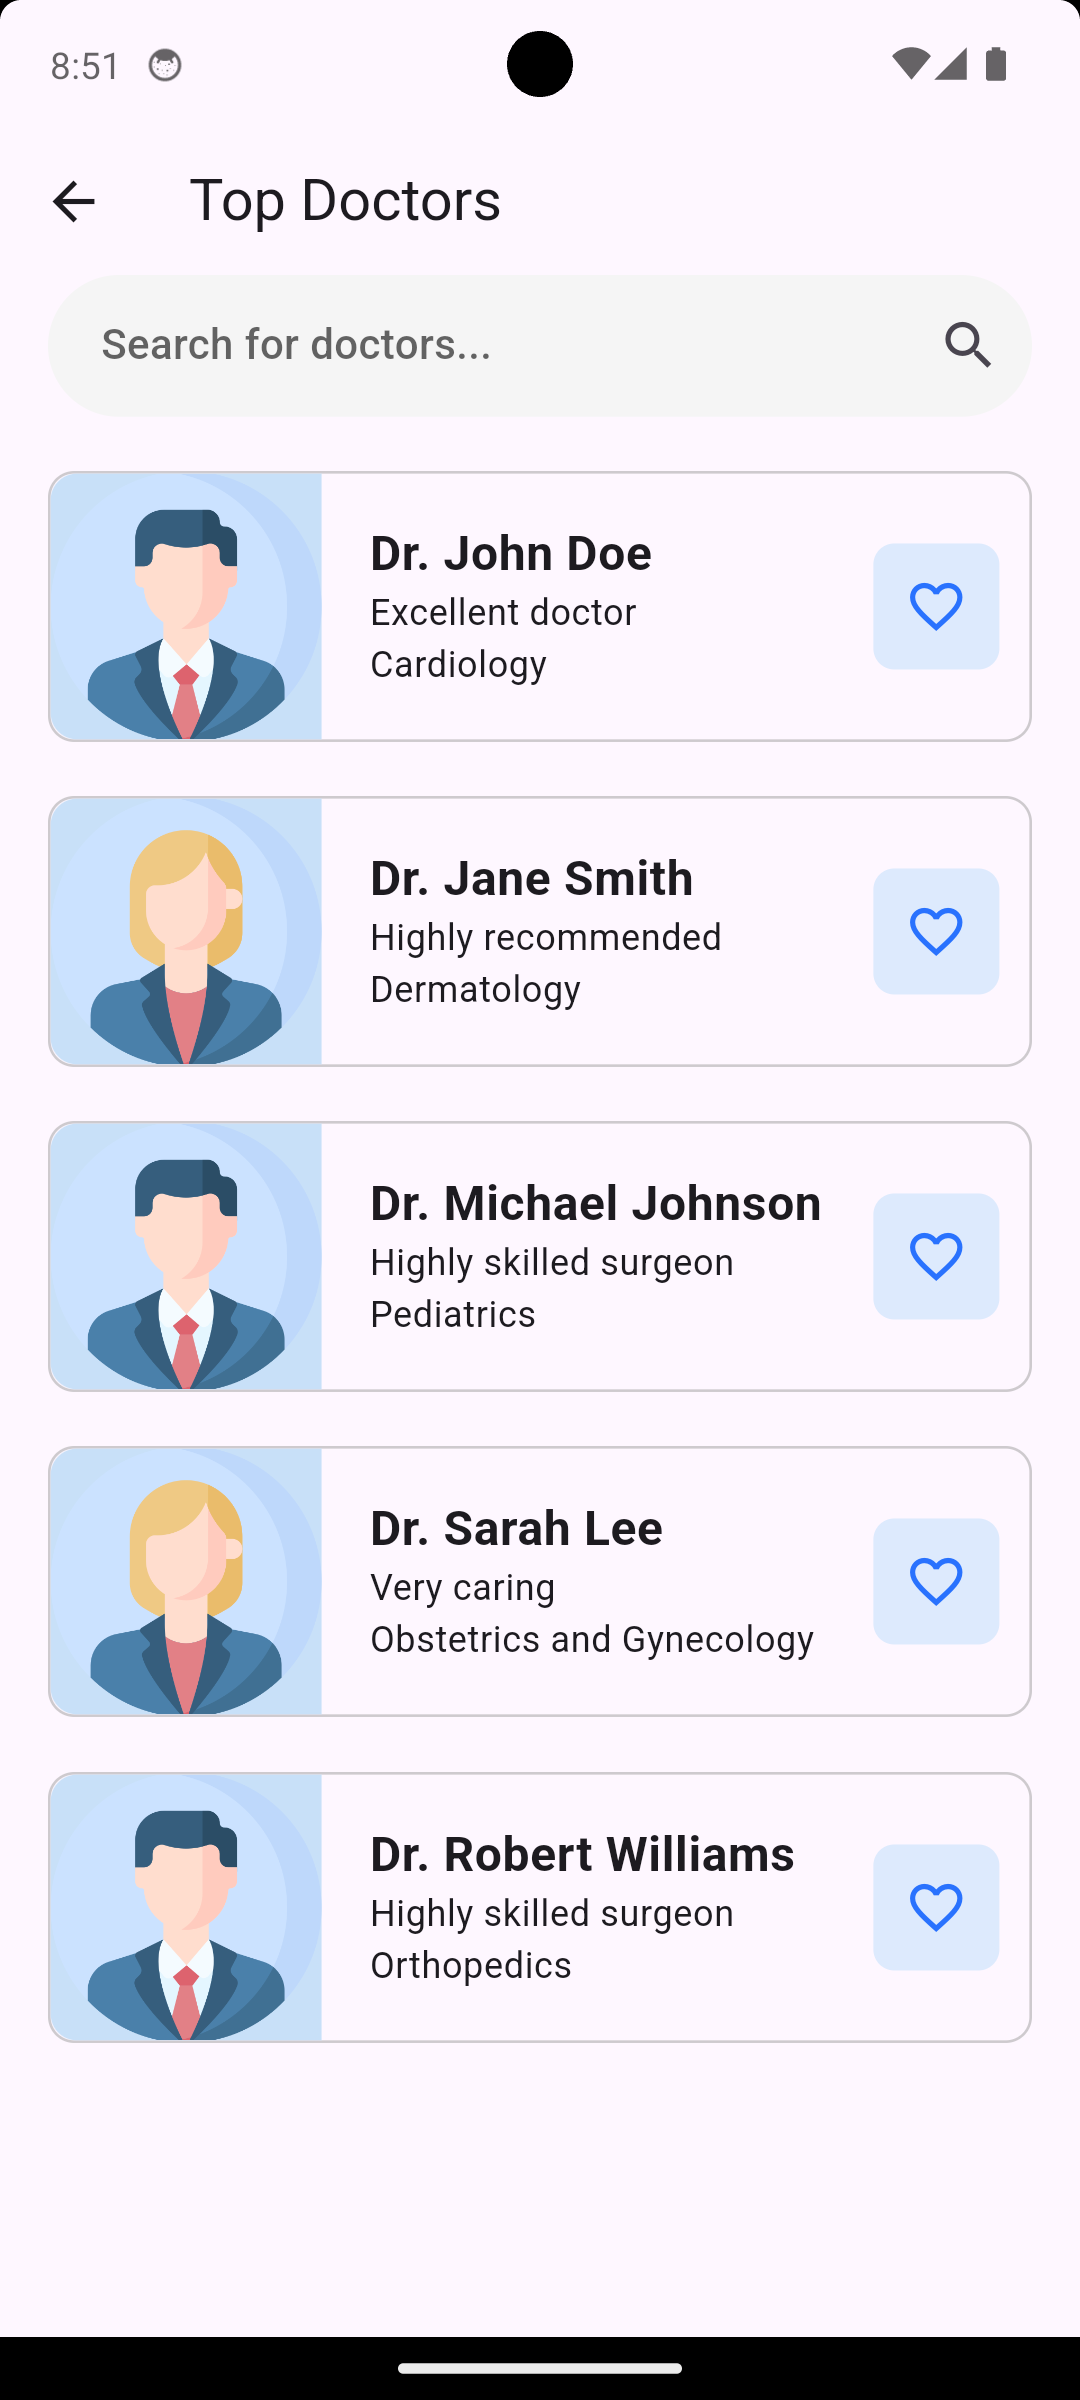 8:51
Top Doctors
Search for doctors...
Dr. John Doe
Excellent doctor
Cardiology
Dr. Jane Smith
Highly recommended
Dermatology
Dr. Michael Johnson
Highly skilled surgeon
Pediatrics
Dr. Sarah Lee
Very caring
Obstetrics and Gynecology
Dr. Robert Williams
Highly skilled surgeon
Orthopedics